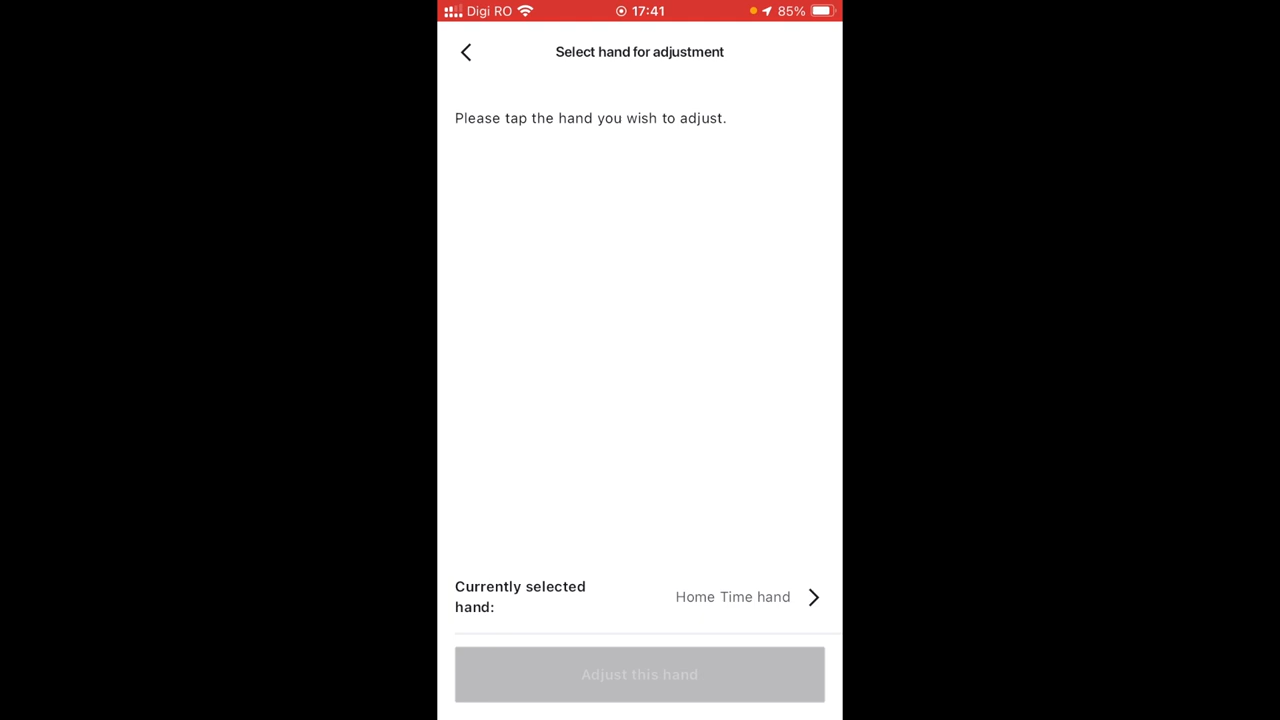 Digi RO 17:41 85%
Select hand for adjustment
Please tap the hand you wish to adjust.
Currently selected
hand:
Home Time hand
Adjust this hand